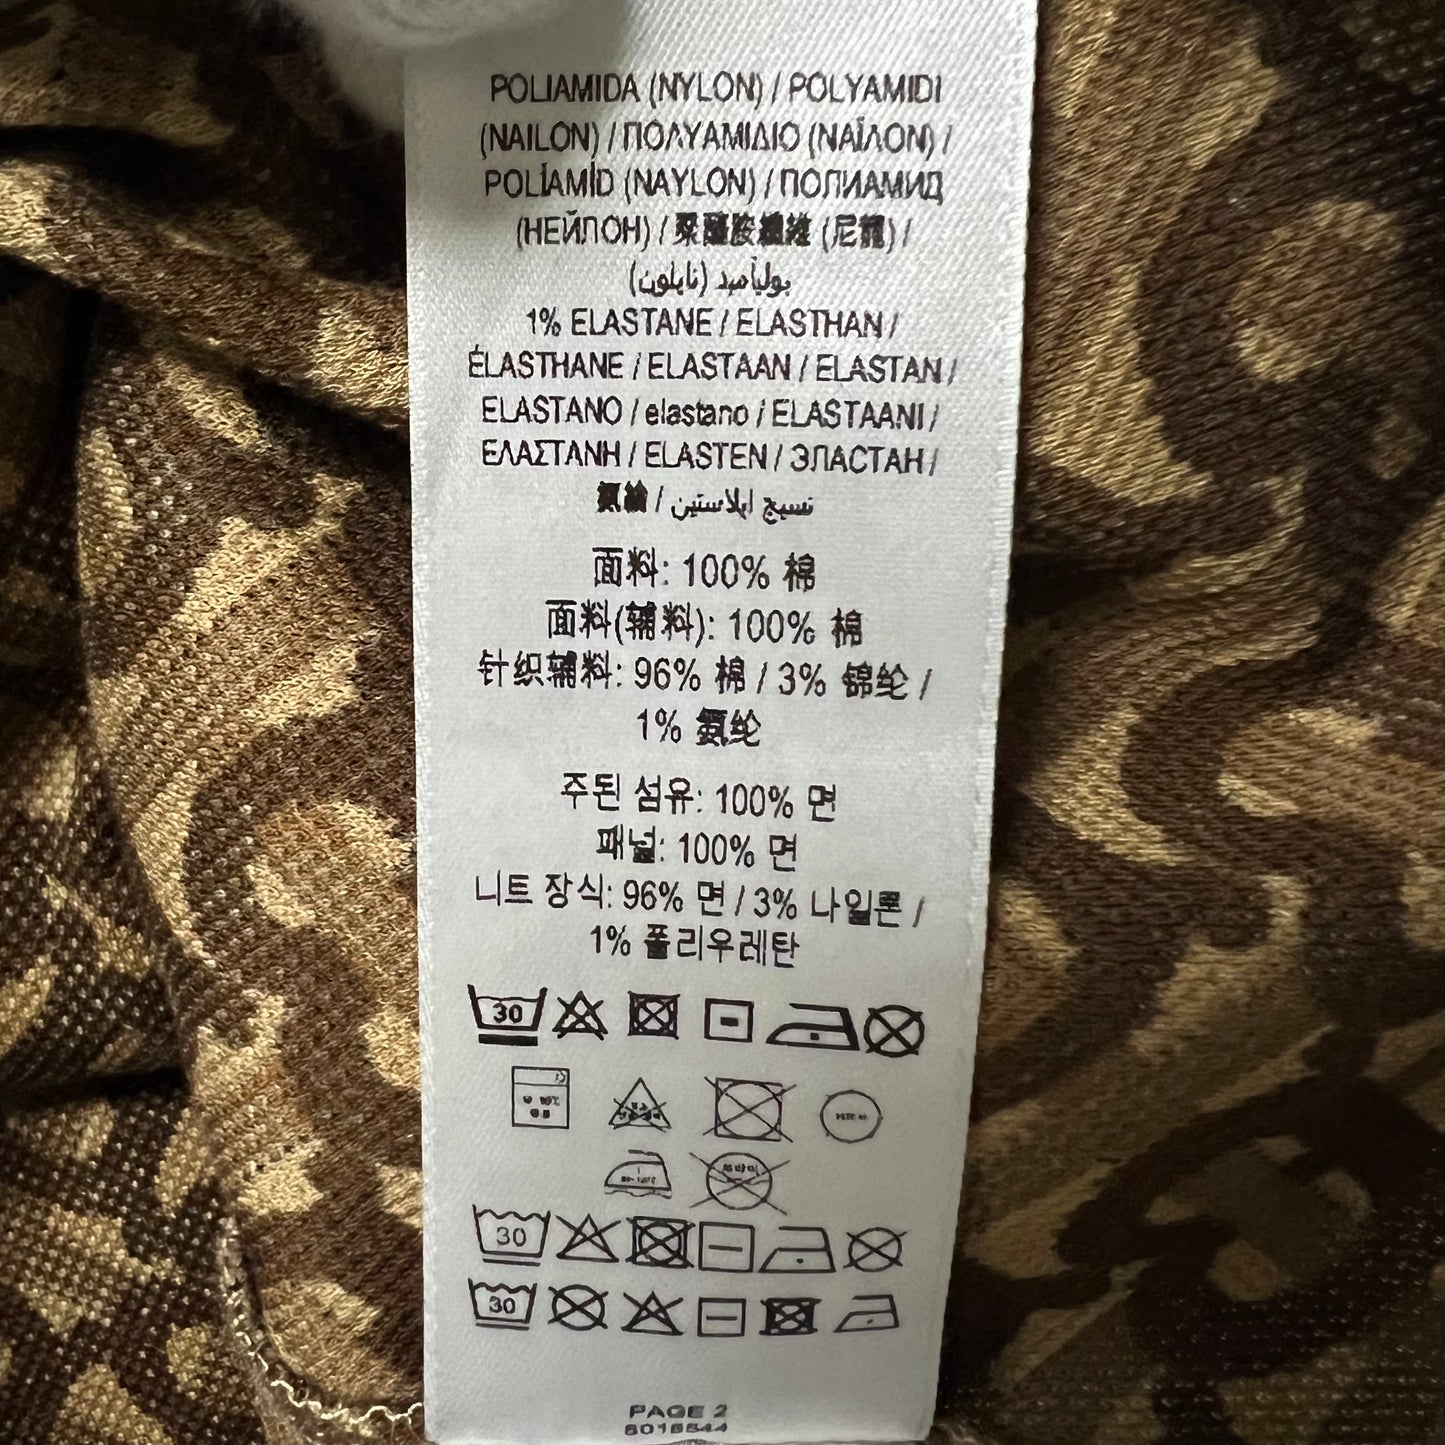 POLIAMIDA (NYLON) / POLYAMIDI
(NAILON) / ΠΟΛΥΑΜΙΔΙΟ (ΝΑΪΛΟΝ) /
POLİAMİD (NAYLON) / ПОЛИАМИД
(НЕЙЛОН) / 聚醯胺纖維 (尼龍) /
بوليأميد (نايلون)
1% ELASTANE / ELASTHAN /
ÉLASTHANE / ELASTAAN / ELASTAN /
ELASTANO / elastano / ELASTAANI /
ΕΛΑΣΤΑΝΗ / ELASTEN / ЭЛАСТАН /
氨綸 / نسيج ايلاستين
面料: 100% 棉
面料(辅料): 100% 棉
针织辅料: 96% 棉 / 3% 锦纶 /
1% 氨纶
주된 섬유: 100% 면
패널: 100% 면
니트 장식: 96% 면 / 3% 나일론 /
1% 폴리우레탄
30
30
30
PAGE 2
8018844